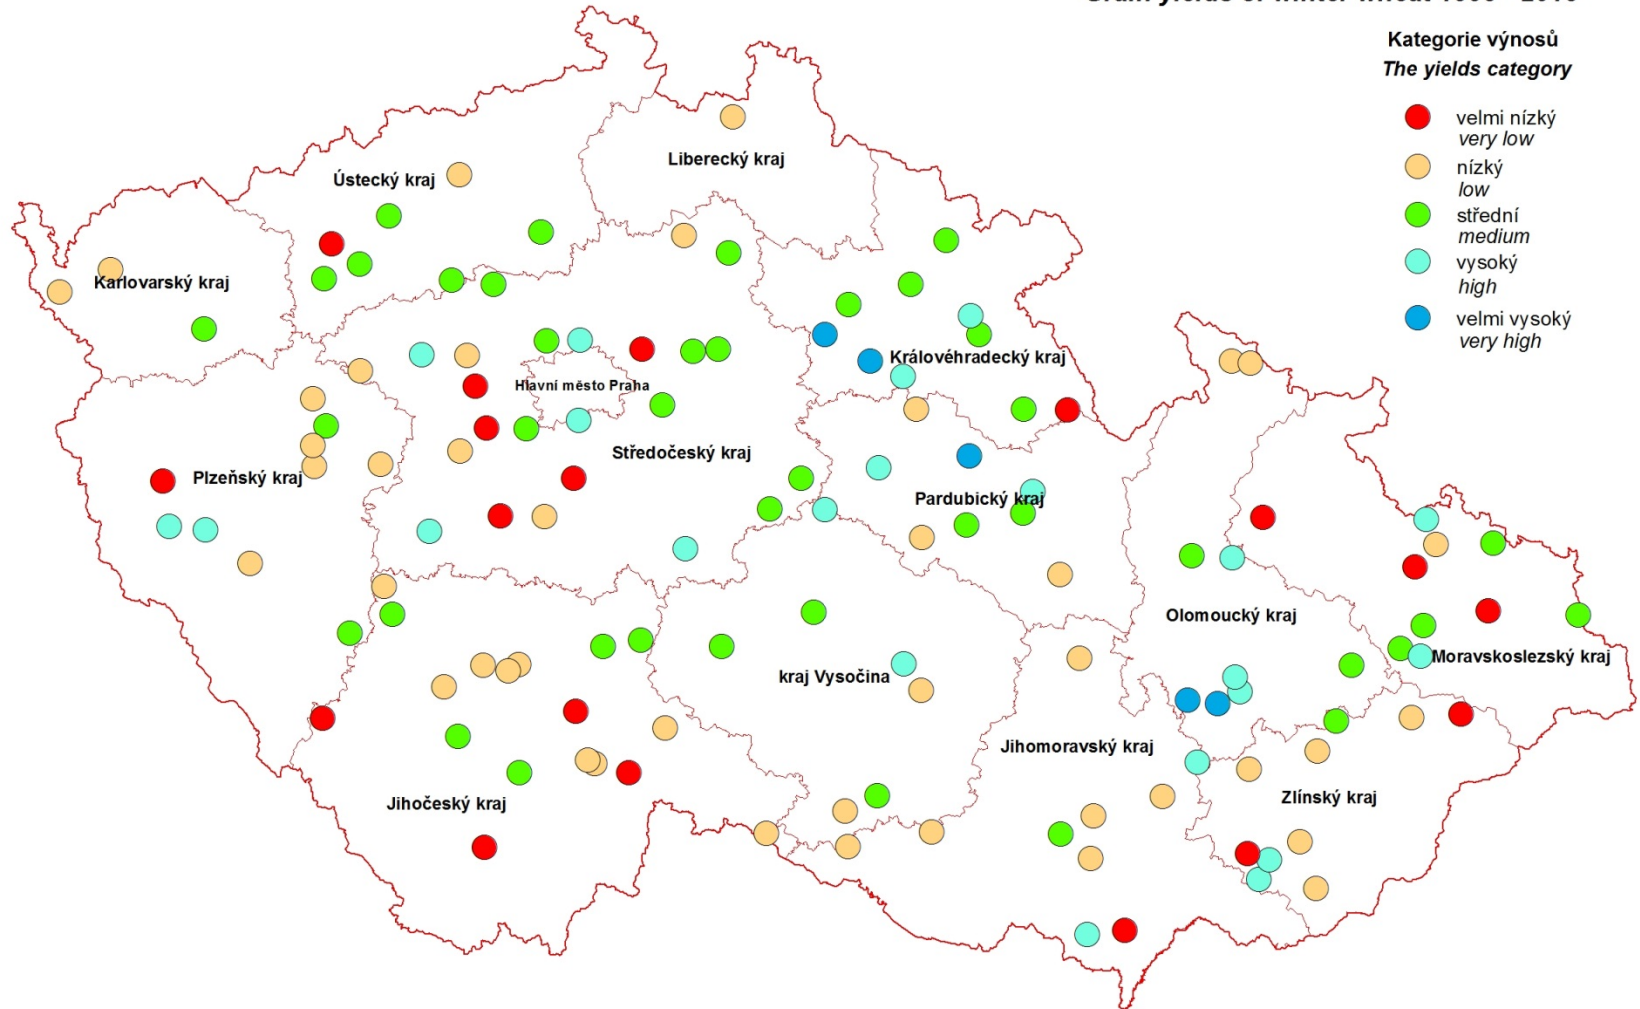 Kategorie výnosů
The yields category
velmi nízký
very low
nízký
low
střední
medium
vysoký
high
velmi vysoký
very high
Liberecký kraj
Ústecký kraj
Karlovarský kraj
Královéhradecký kraj
Hlavní město Praha
Středočeský kraj
Plzeňský kraj
Pardubický kraj
Olomoucký kraj
Moravskoslezský kraj
kraj Vysočina
Jihomoravský kraj
Zlínský kraj
Jihočeský kraj